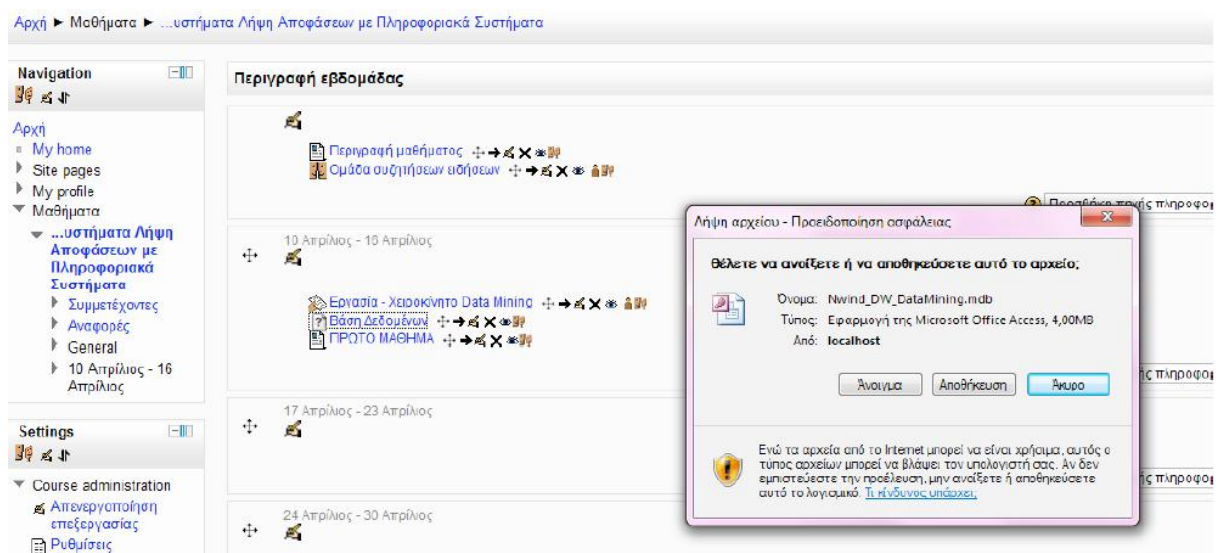 Αρχή ► Μαθήματα ► ...υστήματα Λήψη Αποφάσεων με Πληροφοριακά Συστήματα
Navigation
Αρχή
My home
Site pages
My profile
Μαθήματα
...υστήματα Λήψη
Αποφάσεων με
Πληροφοριακά
Συστήματα
Συμμετέχοντες
Αναφορές
General
10 Απρίλιος - 16
Απρίλιος
Settings
Course administration
Απενεργοποίηση
επεξεργασίας
Ρυθμίσεις
Περιγραφή εβδομάδας
Περιγραφή μαθήματος
Ομάδα συζητήσεων ειδήσεων
10 Απρίλιος - 16 Απρίλιος
Εργασία - Χειροκίνητο Data Mining
Βάση Δεδομένων
ΠΡΩΤΟ ΜΑΘΗΜΑ
17 Απρίλιος - 23 Απρίλιος
24 Απρίλιος - 30 Απρίλιος
Λήψη αρχείου - Προειδοποίηση ασφάλειας
Θέλετε να ανοίξετε ή να αποθηκεύσετε αυτό το αρχείο;
Όνομα: Nwind_DW_DataMining.mdb
Τύπος: Εφαρμογή της Microsoft Office Access, 4,00MB
Από: localhost
Άνοιγμα Αποθήκευση Άκυρο
Ενώ τα αρχεία από το Internet μπορεί να είναι χρήσιμα, αυτός ο
τύπος αρχείων μπορεί να βλάψει τον υπολογιστή σας. Αν δεν
εμπιστεύεστε την προέλευση, μην ανοίξετε ή αποθηκεύσετε
αυτό το λογισμικό. Τι κίνδυνος υπάρχει;